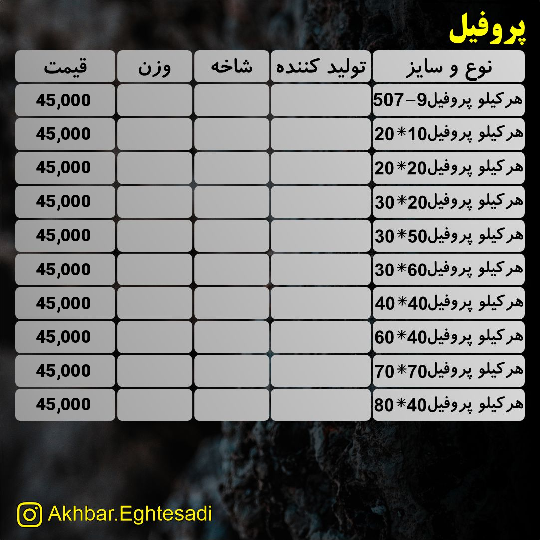 پروفیل
نوع و سایز تولید کننده شاخه وزن قیمت
هرکیلو پروفیل9-507 45,000
هرکیلو پروفیل10*20 45,000
هرکیلو پروفیل20*20 45,000
هرکیلو پروفیل20*30 45,000
هرکیلو پروفیل50*30 45,000
هرکیلو پروفیل60*30 45,000
هرکیلو پروفیل40*40 45,000
هرکیلو پروفیل40*60 45,000
هرکیلو پروفیل70*70 45,000
هرکیلو پروفیل40*80 45,000
Akhbar.Eghtesadi